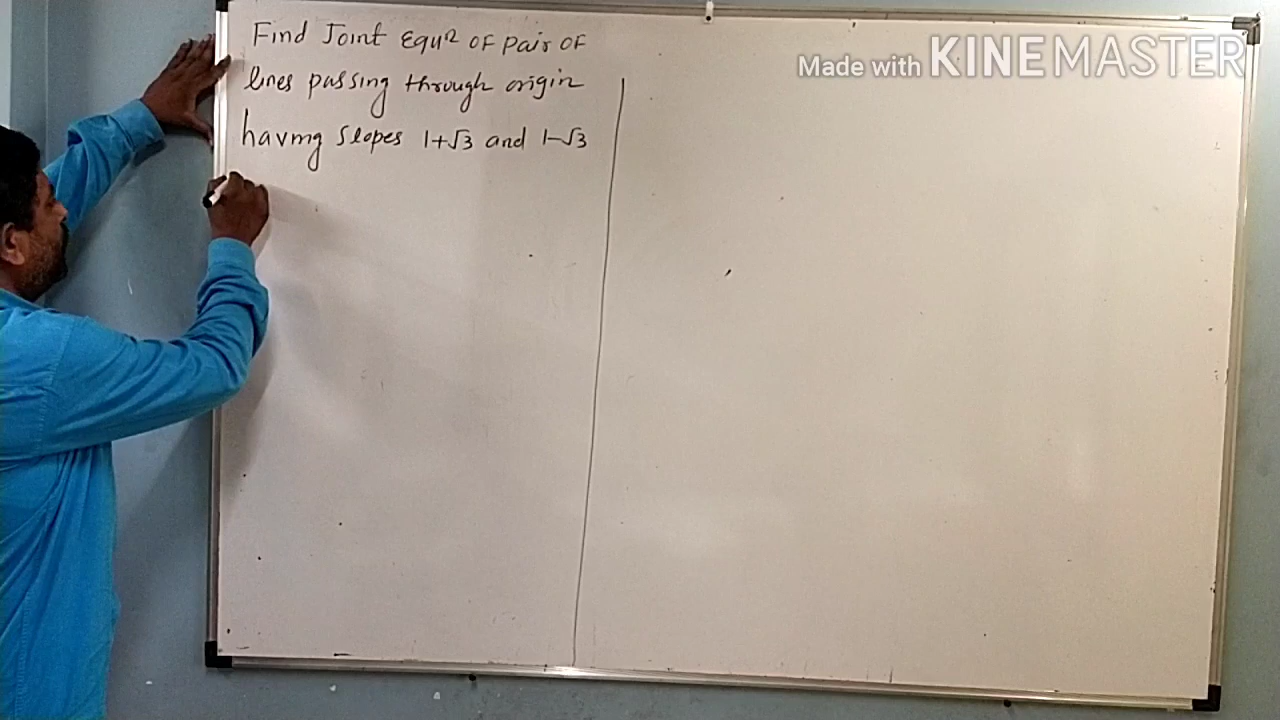 Find Joint Equⁿ OF Pair OF
lines passing through origin
having slopes 1+√3 and 1-√3
Made with KINEMASTER